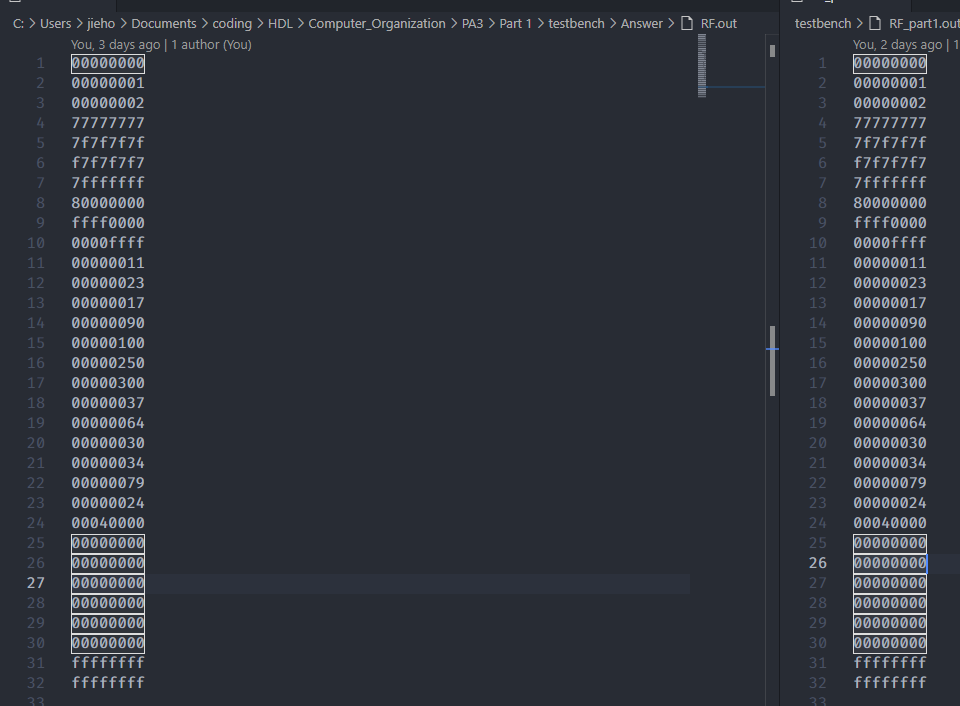 C: > Users > jieho > Documents > coding > HDL > Computer_Organization > PA3 > Part 1 > testbench > Answer > RF.out
You, 3 days ago | 1 author (You)
1 00000000
2 00000001
3 00000002
4 77777777
5 7f7f7f7f
6 f7f7f7f7
7 7fffffff
8 80000000
9 ffff0000
10 0000ffff
11 00000011
12 00000023
13 00000017
14 00000090
15 00000100
16 00000250
17 00000300
18 00000037
19 00000064
20 00000030
21 00000034
22 00000079
23 00000024
24 00040000
25 00000000
26 00000000
27 00000000
28 00000000
29 00000000
30 00000000
31 ffffffff
32 ffffffff
33
testbench > RF_part1.out
You, 2 days ago | 1
1 00000000
2 00000001
3 00000002
4 77777777
5 7f7f7f7f
6 f7f7f7f7
7 7fffffff
8 80000000
9 ffff0000
10 0000ffff
11 00000011
12 00000023
13 00000017
14 00000090
15 00000100
16 00000250
17 00000300
18 00000037
19 00000064
20 00000030
21 00000034
22 00000079
23 00000024
24 00040000
25 00000000
26 00000000
27 00000000
28 00000000
29 00000000
30 00000000
31 ffffffff
32 ffffffff
33